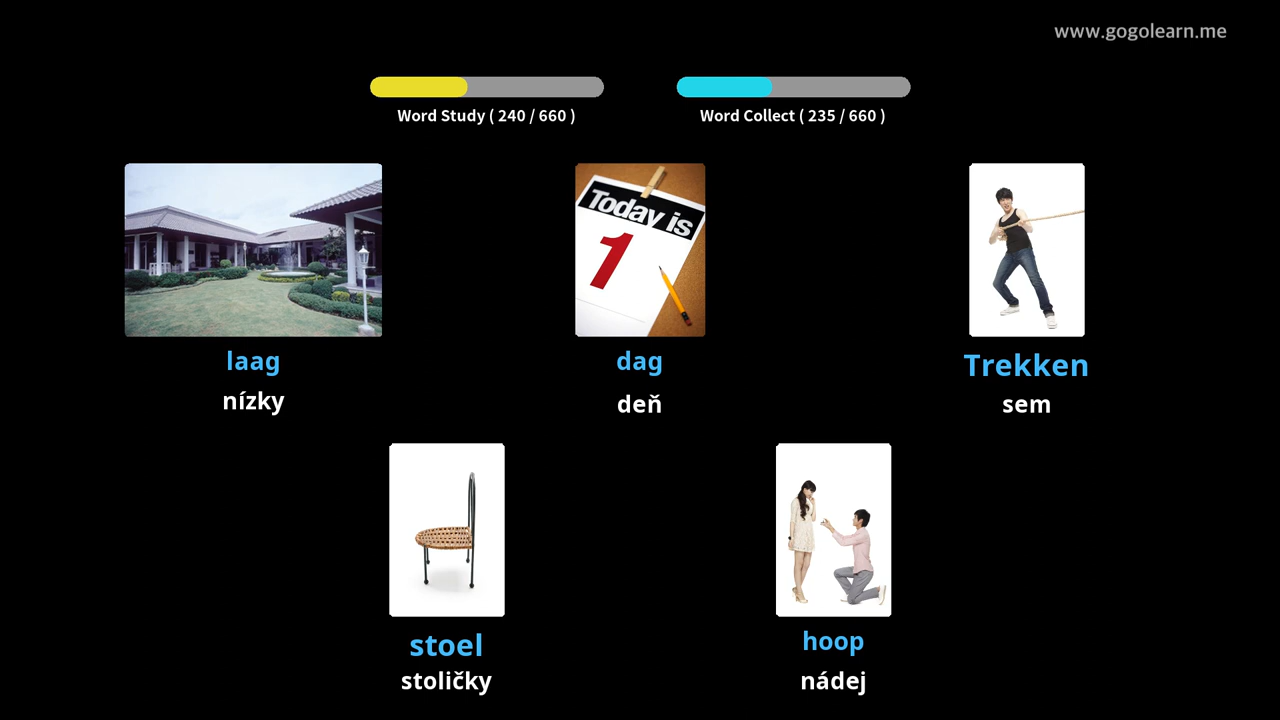 www.gogolearn.me
Word Study ( 240 / 660 )
Word Collect ( 235 / 660 )
Today is
1
laag
nízky
dag
deň
Trekken
sem
stoel
stoličky
hoop
nádej